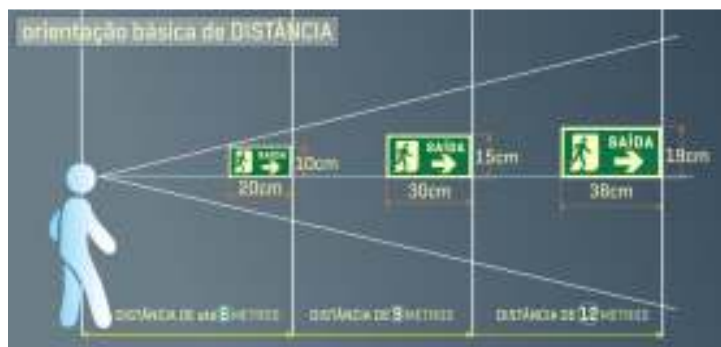 orientação básica de DISTÂNCIA
SAÍDA
10cm
20cm
SAÍDA
15cm
30cm
SAÍDA
19cm
38cm
DISTÂNCIA DE até 6 METROS
DISTÂNCIA DE 9 METROS
DISTÂNCIA DE 12 METROS